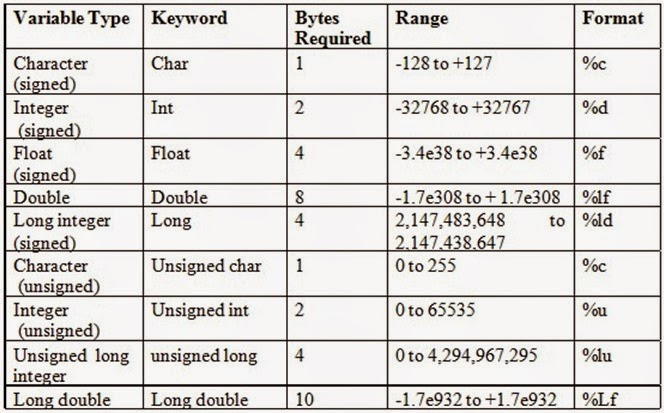 Variable Type Keyword Bytes Required Range Format
Character (signed) Char 1 -128 to +127 %c
Integer (signed) Int 2 -32768 to +32767 %d
Float (signed) Float 4 -3.4e38 to +3.4e38 %f
Double Double 8 -1.7e308 to + 1.7e308 %lf
Long integer (signed) Long 4 2,147,483,648 to 2,147,438,647 %ld
Character (unsigned) Unsigned char 1 0 to 255 %c
Integer (unsigned) Unsigned int 2 0 to 65535 %u
Unsigned long integer unsigned long 4 0 to 4,294,967,295 %lu
Long double Long double 10 -1.7e932 to +1.7e932 %Lf